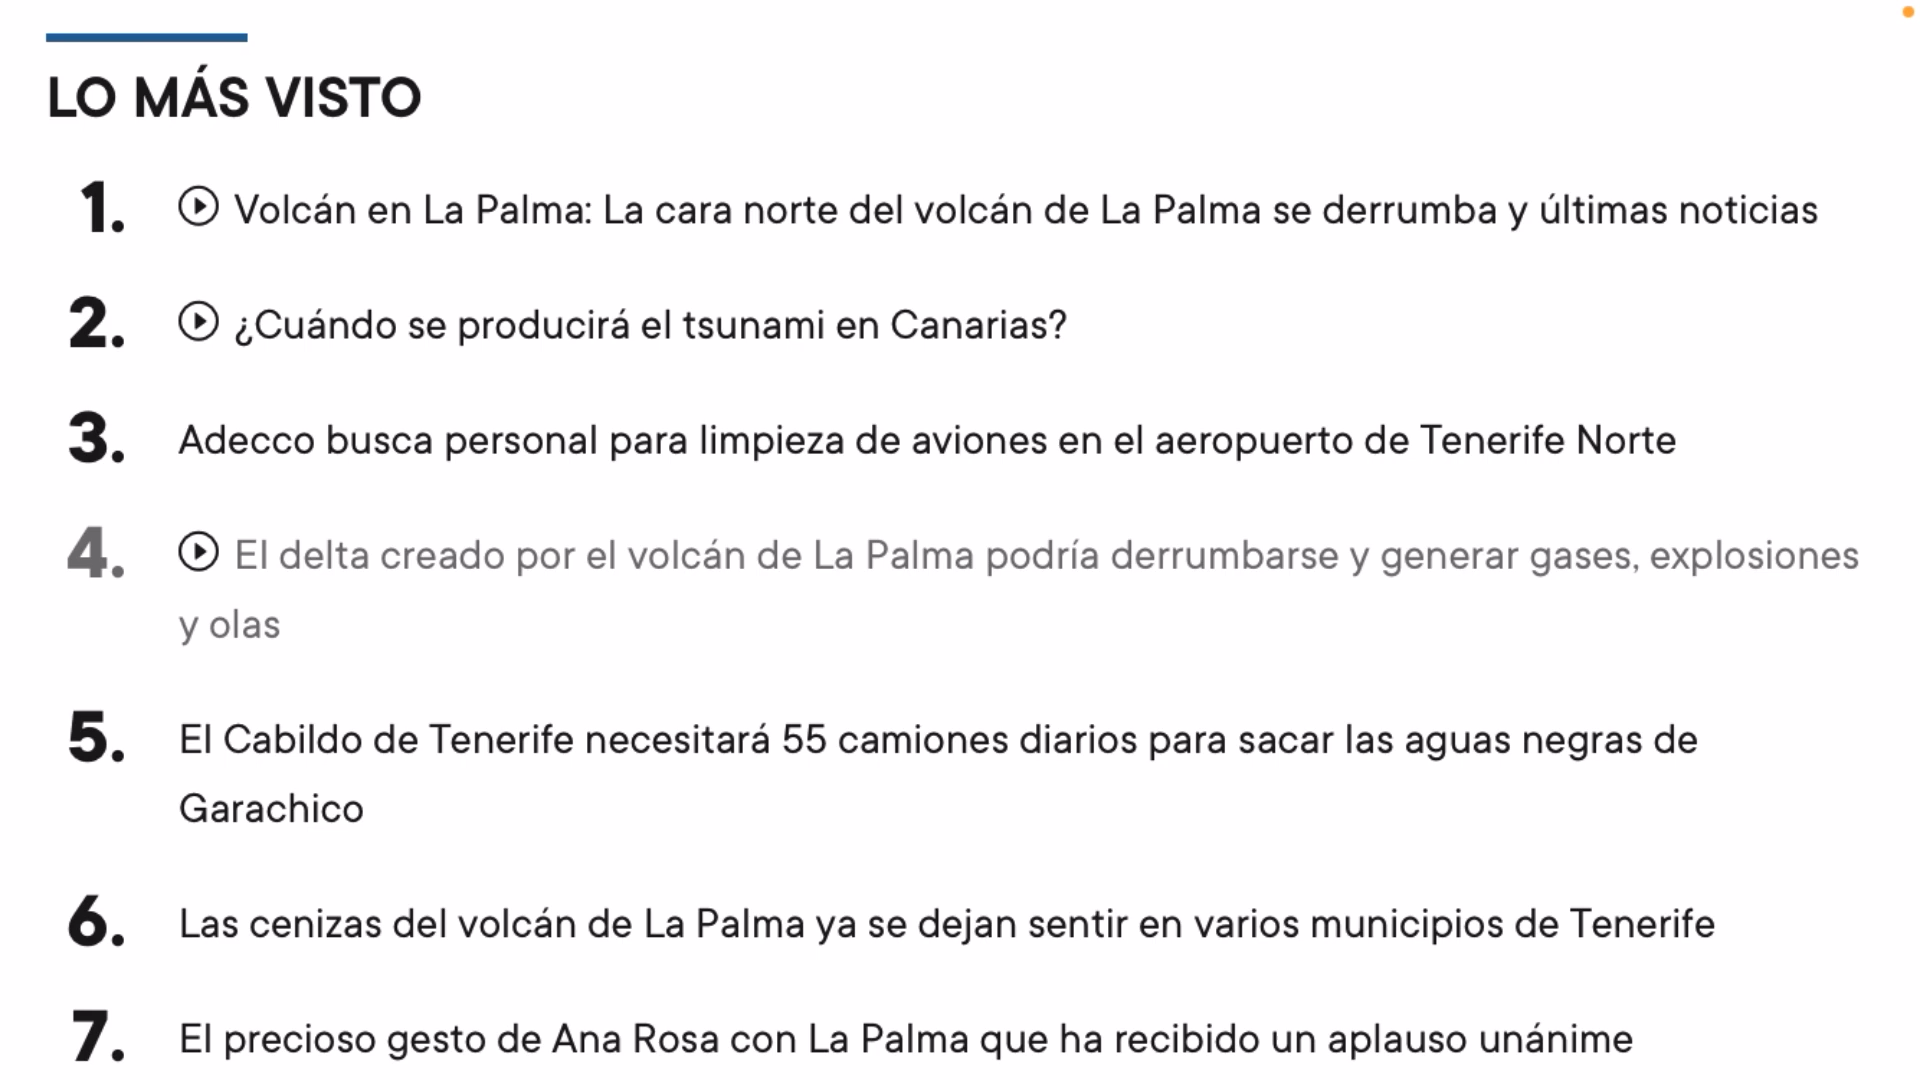 LO MÁS VISTO
1. Volcán en La Palma: La cara norte del volcán de La Palma se derrumba y últimas noticias
2. ¿Cuándo se producirá el tsunami en Canarias?
3. Adecco busca personal para limpieza de aviones en el aeropuerto de Tenerife Norte
4. El delta creado por el volcán de La Palma podría derrumbarse y generar gases, explosiones
y olas
5. El Cabildo de Tenerife necesitará 55 camiones diarios para sacar las aguas negras de
Garachico
6. Las cenizas del volcán de La Palma ya se dejan sentir en varios municipios de Tenerife
7. El precioso gesto de Ana Rosa con La Palma que ha recibido un aplauso unánime